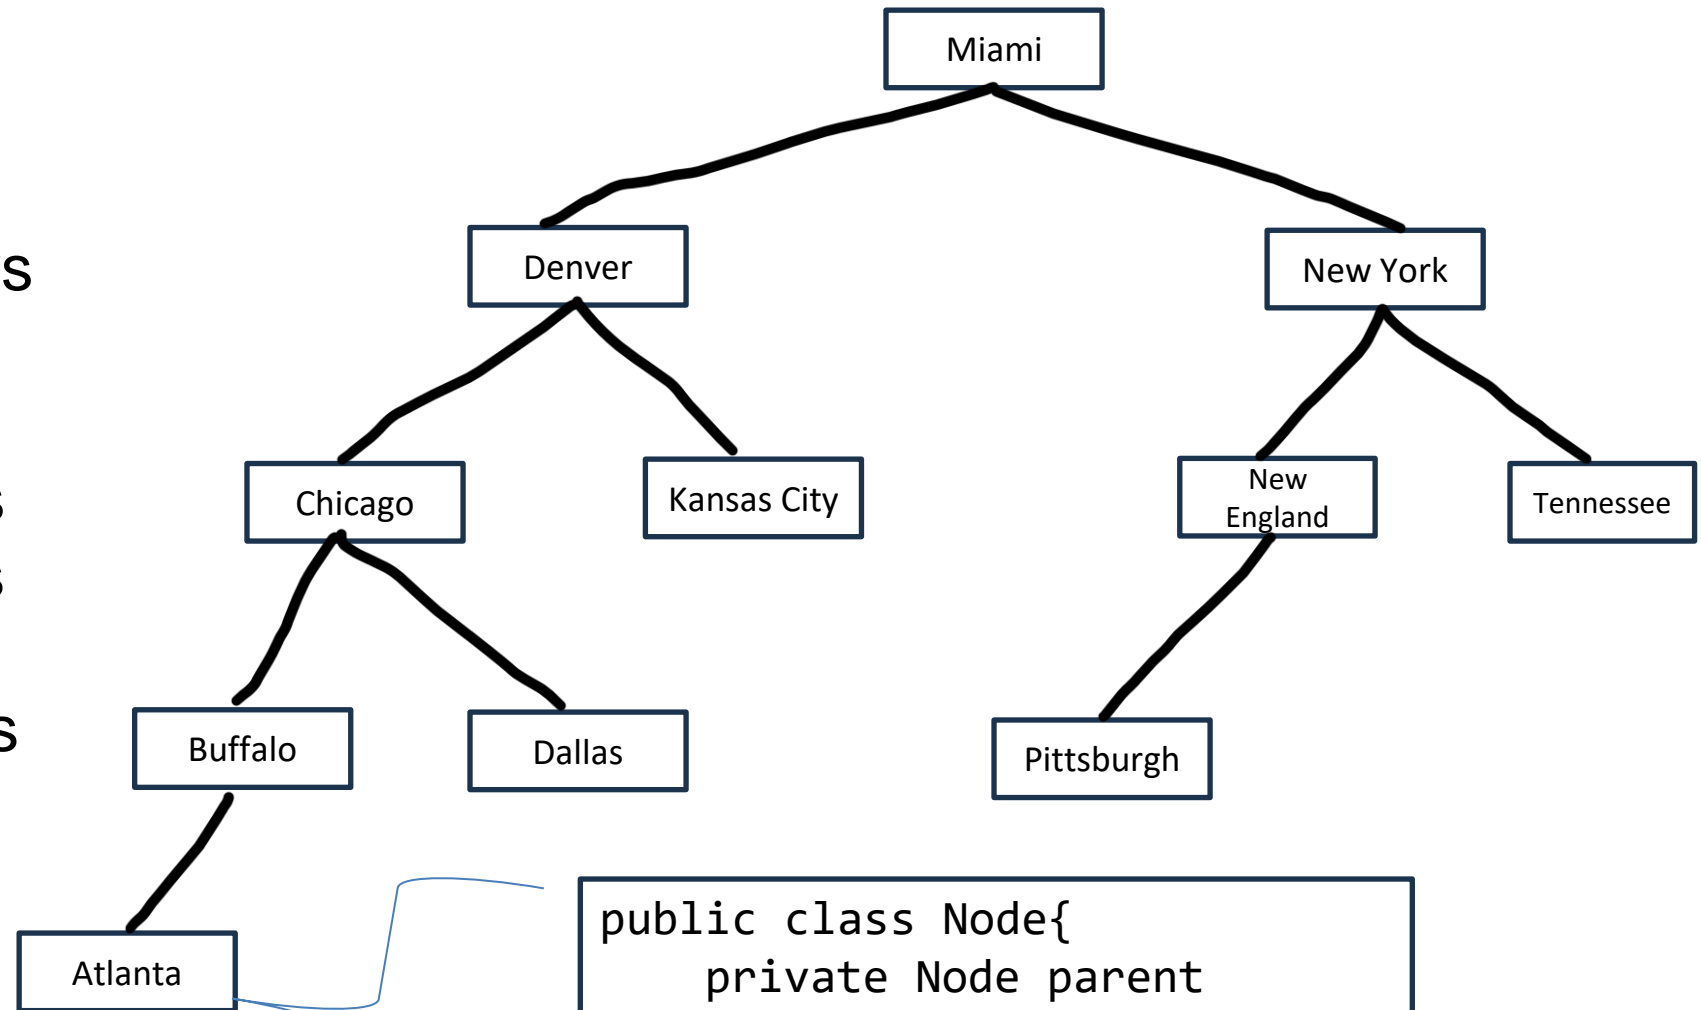 Miami
Denver
New York
Chicago
Kansas City
New
England
Tennessee
Buffalo
Dallas
Pittsburgh
Atlanta
public class Node{
    private Node parent